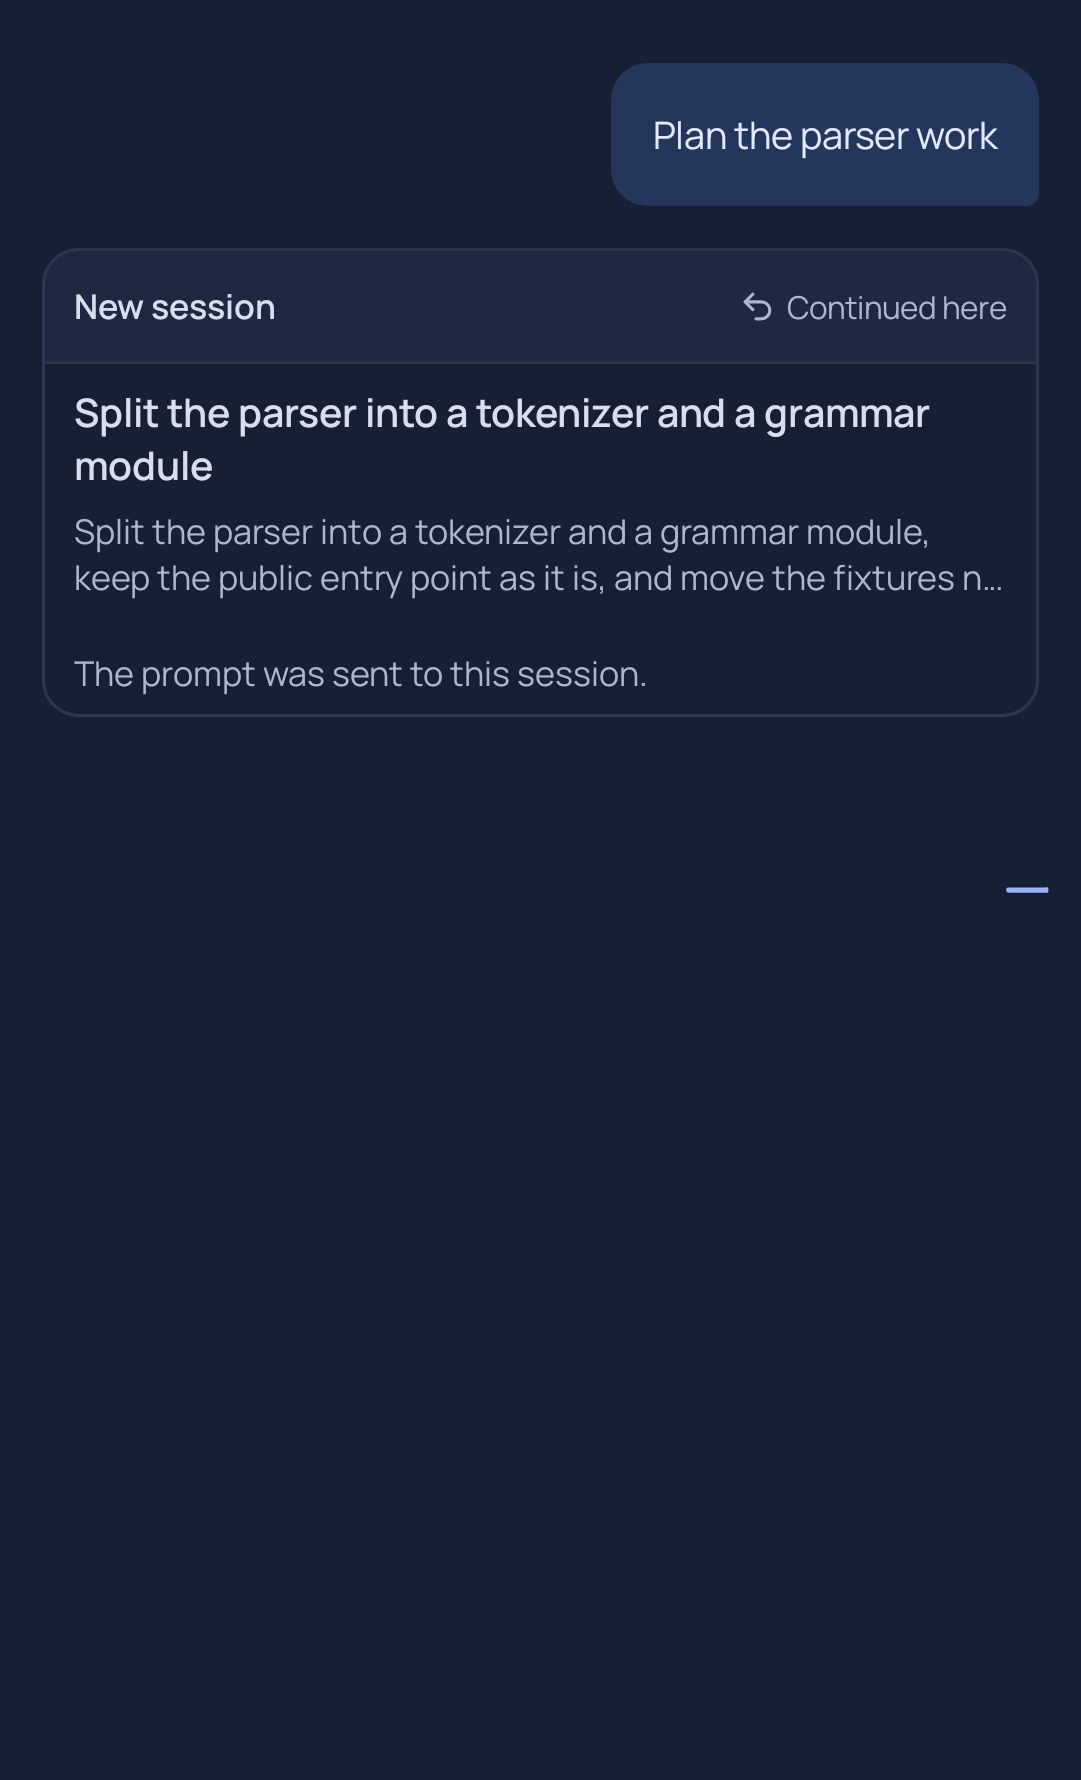 Plan the parser work
New session
Continued here
Split the parser into a tokenizer and a grammar
module
Split the parser into a tokenizer and a grammar module,
keep the public entry point as it is, and move the fixtures n…
The prompt was sent to this session.